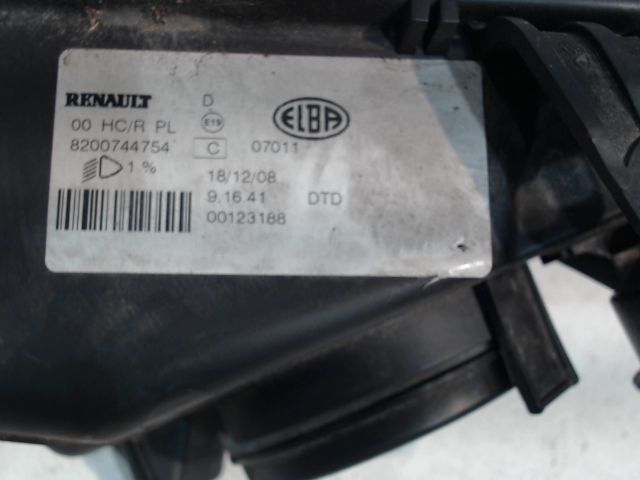 RENAULT D ELBA
00 HC/R PL E19
8200744754 C 07011
1 % 18/12/08
9.16.41 DTD
00123188